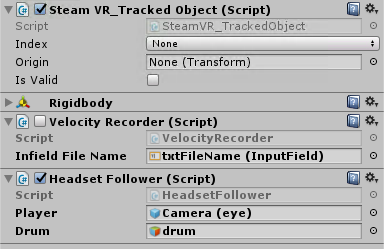 Steam VR_Tracked Object (Script)
Script SteamVR_TrackedObject
Index None
Origin None (Transform)
Is Valid
Rigidbody
Velocity Recorder (Script)
Script VelocityRecorder
Infield File Name txtFileName (InputField)
Headset Follower (Script)
Script HeadsetFollower
Player Camera (eye)
Drum drum